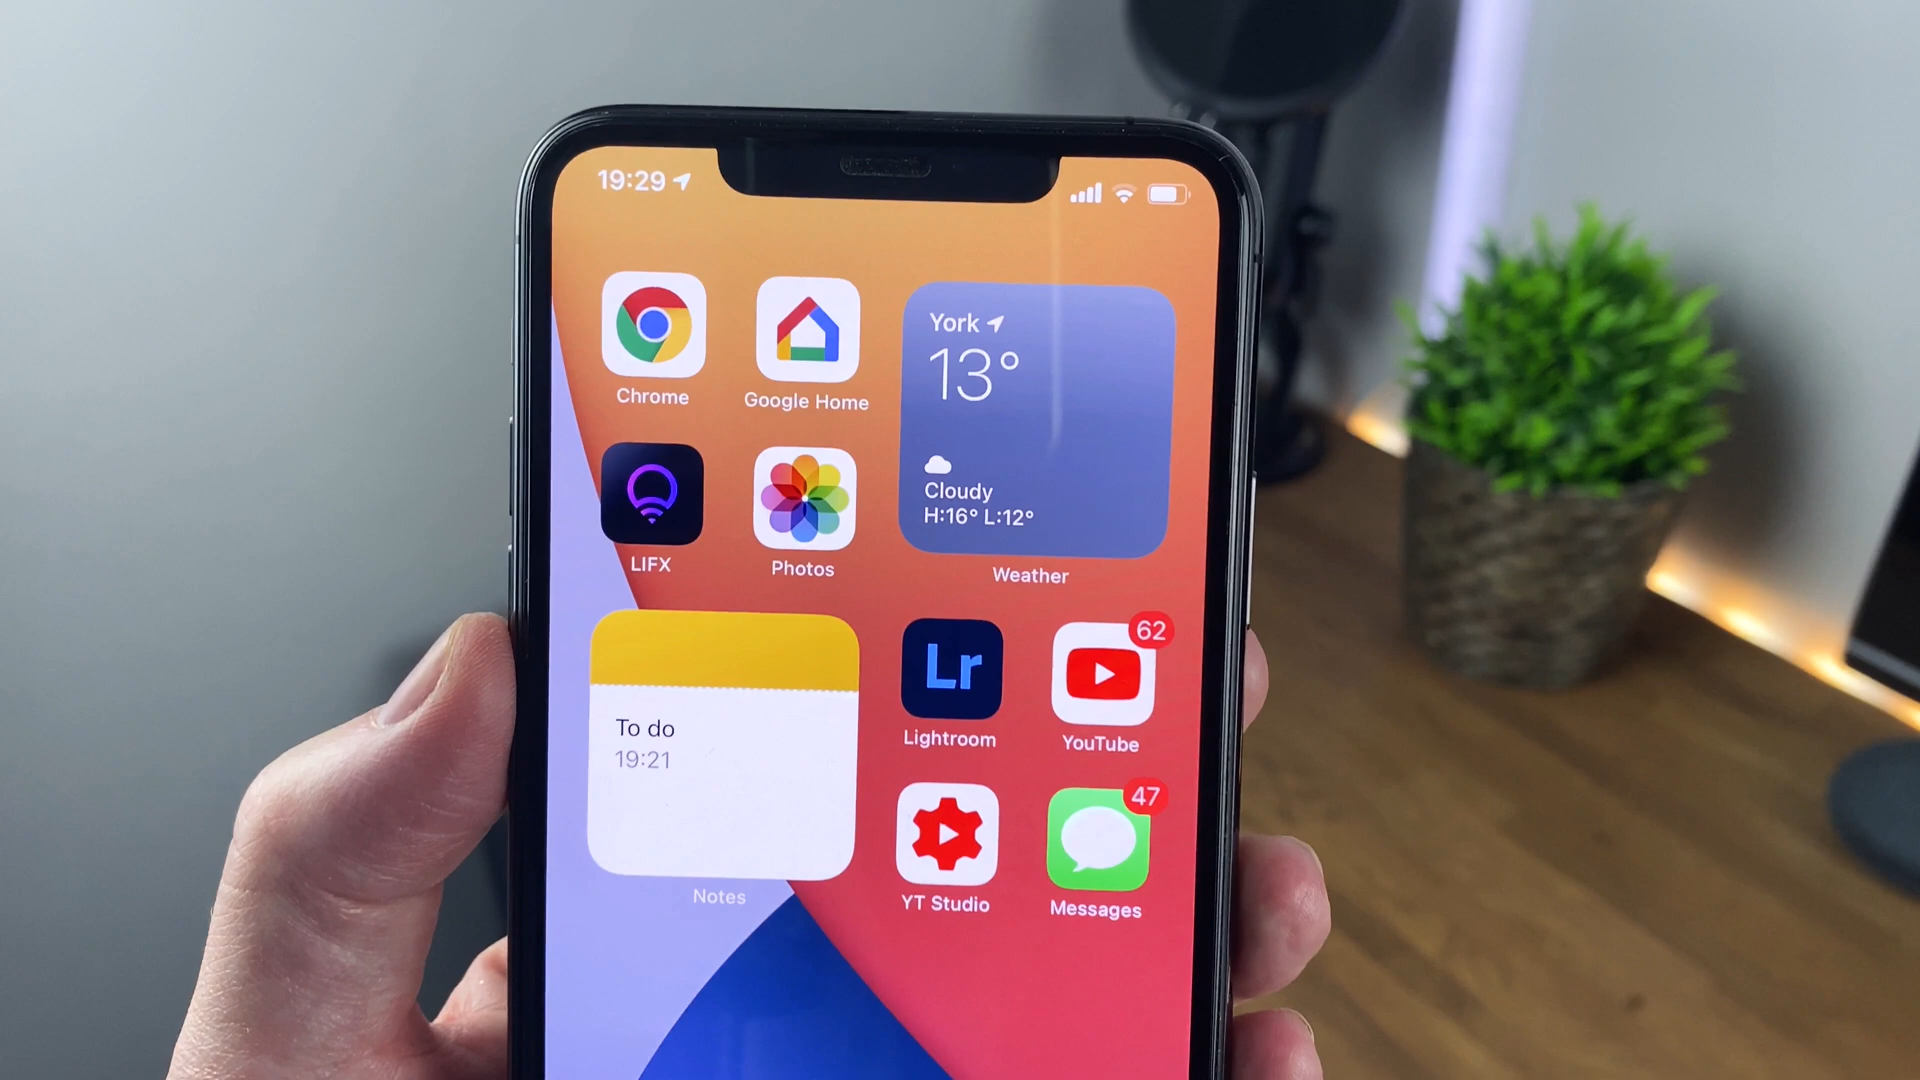 19:29
York
13°
Cloudy
H:16° L:12°
Weather
Chrome
Google Home
LIFX
Photos
To do
19:21
Notes
Lr
Lightroom
62
YouTube
YT Studio
47
Messages